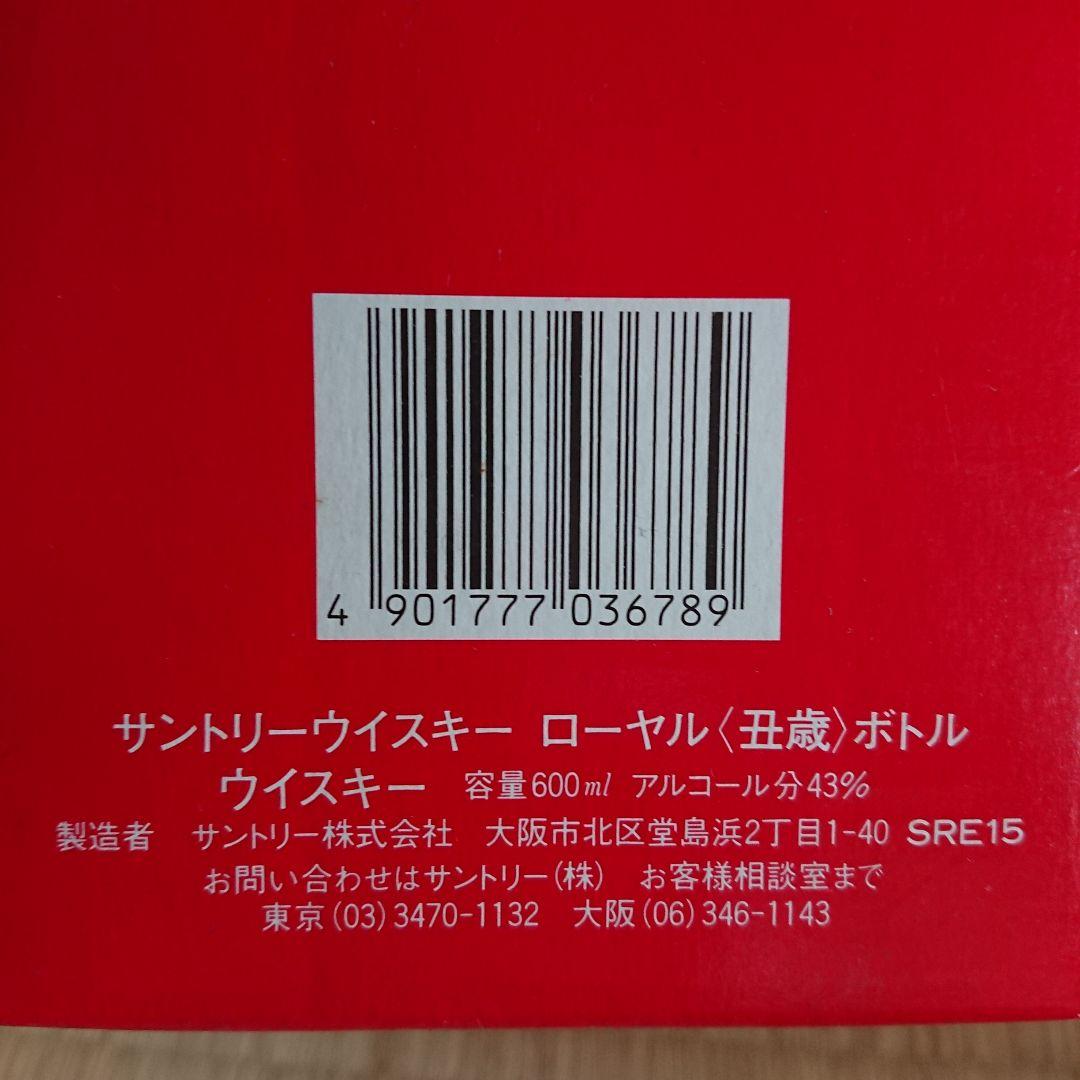 4 901777 036789
サントリーウイスキー ローヤル〈丑歳〉ボトル
ウイスキー 容量600ml アルコール分43%
製造者 サントリー株式会社 大阪市北区堂島浜2丁目1-40 SRE15
お問い合わせはサントリー(株) お客様相談室まで
東京(03)3470-1132 大阪(06)346-1143